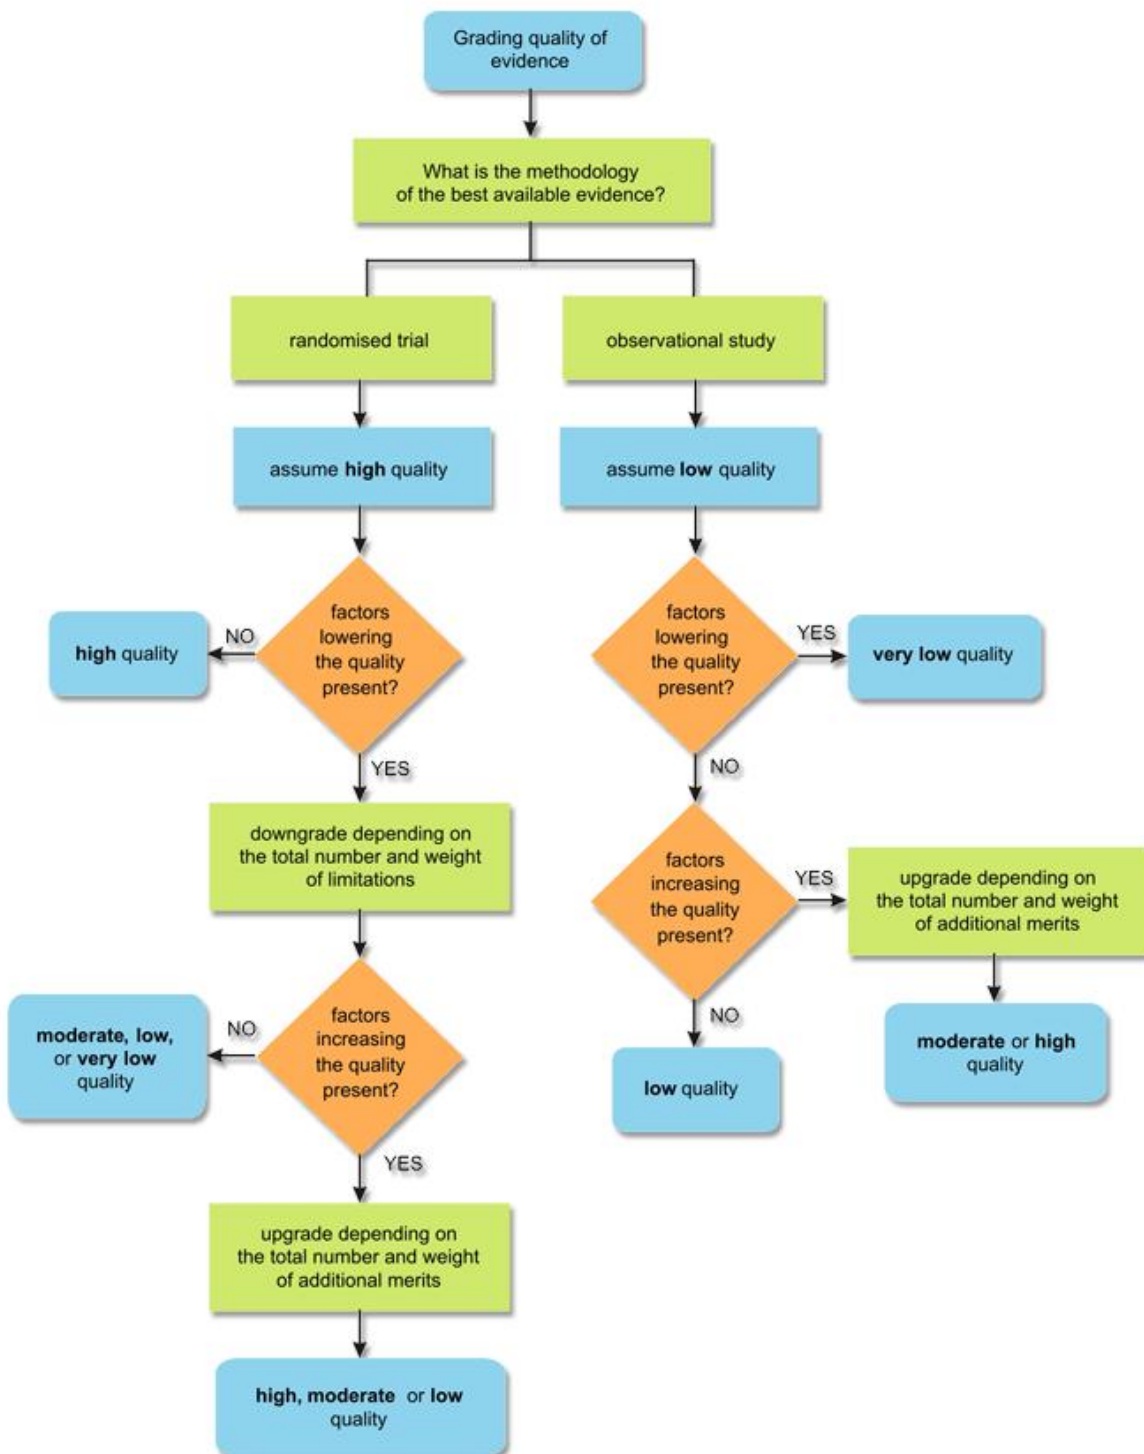 Grading quality of
evidence
What is the methodology
of the best available evidence?
randomised trial
observational study
assume high quality
assume low quality
factors
lowering
the quality
present?
NO
high quality
YES
downgrade depending on
the total number and weight
of limitations
factors
increasing
the quality
present?
NO
moderate, low,
or very low
quality
YES
upgrade depending on
the total number and weight
of additional merits
high, moderate or low
quality
factors
lowering
the quality
present?
YES
very low quality
NO
factors
increasing
the quality
present?
YES
upgrade depending on
the total number and weight
of additional merits
moderate or high
quality
NO
low quality